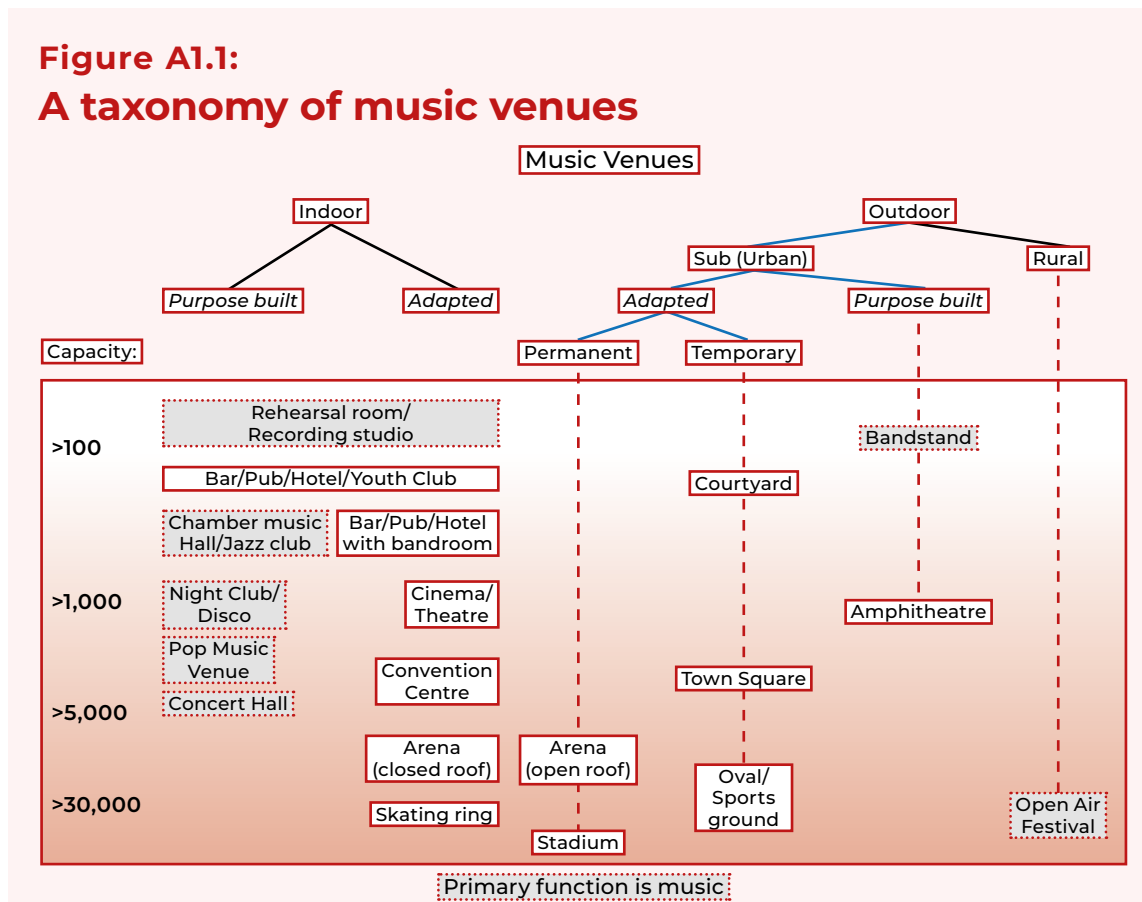 Figure A1.1:
A taxonomy of music venues
Music Venues
Indoor
Outdoor
Sub (Urban)
Rural
Purpose built
Adapted
Adapted
Purpose built
Capacity:
Permanent
Temporary
Rehearsal room/
Recording studio
>100
Bandstand
Bar/Pub/Hotel/Youth Club
Courtyard
Chamber music
Hall/Jazz club
Bar/Pub/Hotel
with bandroom
>1,000
Night Club/
Disco
Cinema/
Theatre
Amphitheatre
Pop Music
Venue
Convention
Centre
Town Square
Concert Hall
>5,000
Arena
(closed roof)
Arena
(open roof)
Oval/
Sports
ground
>30,000
Skating ring
Open Air
Festival
Stadium
Primary function is music